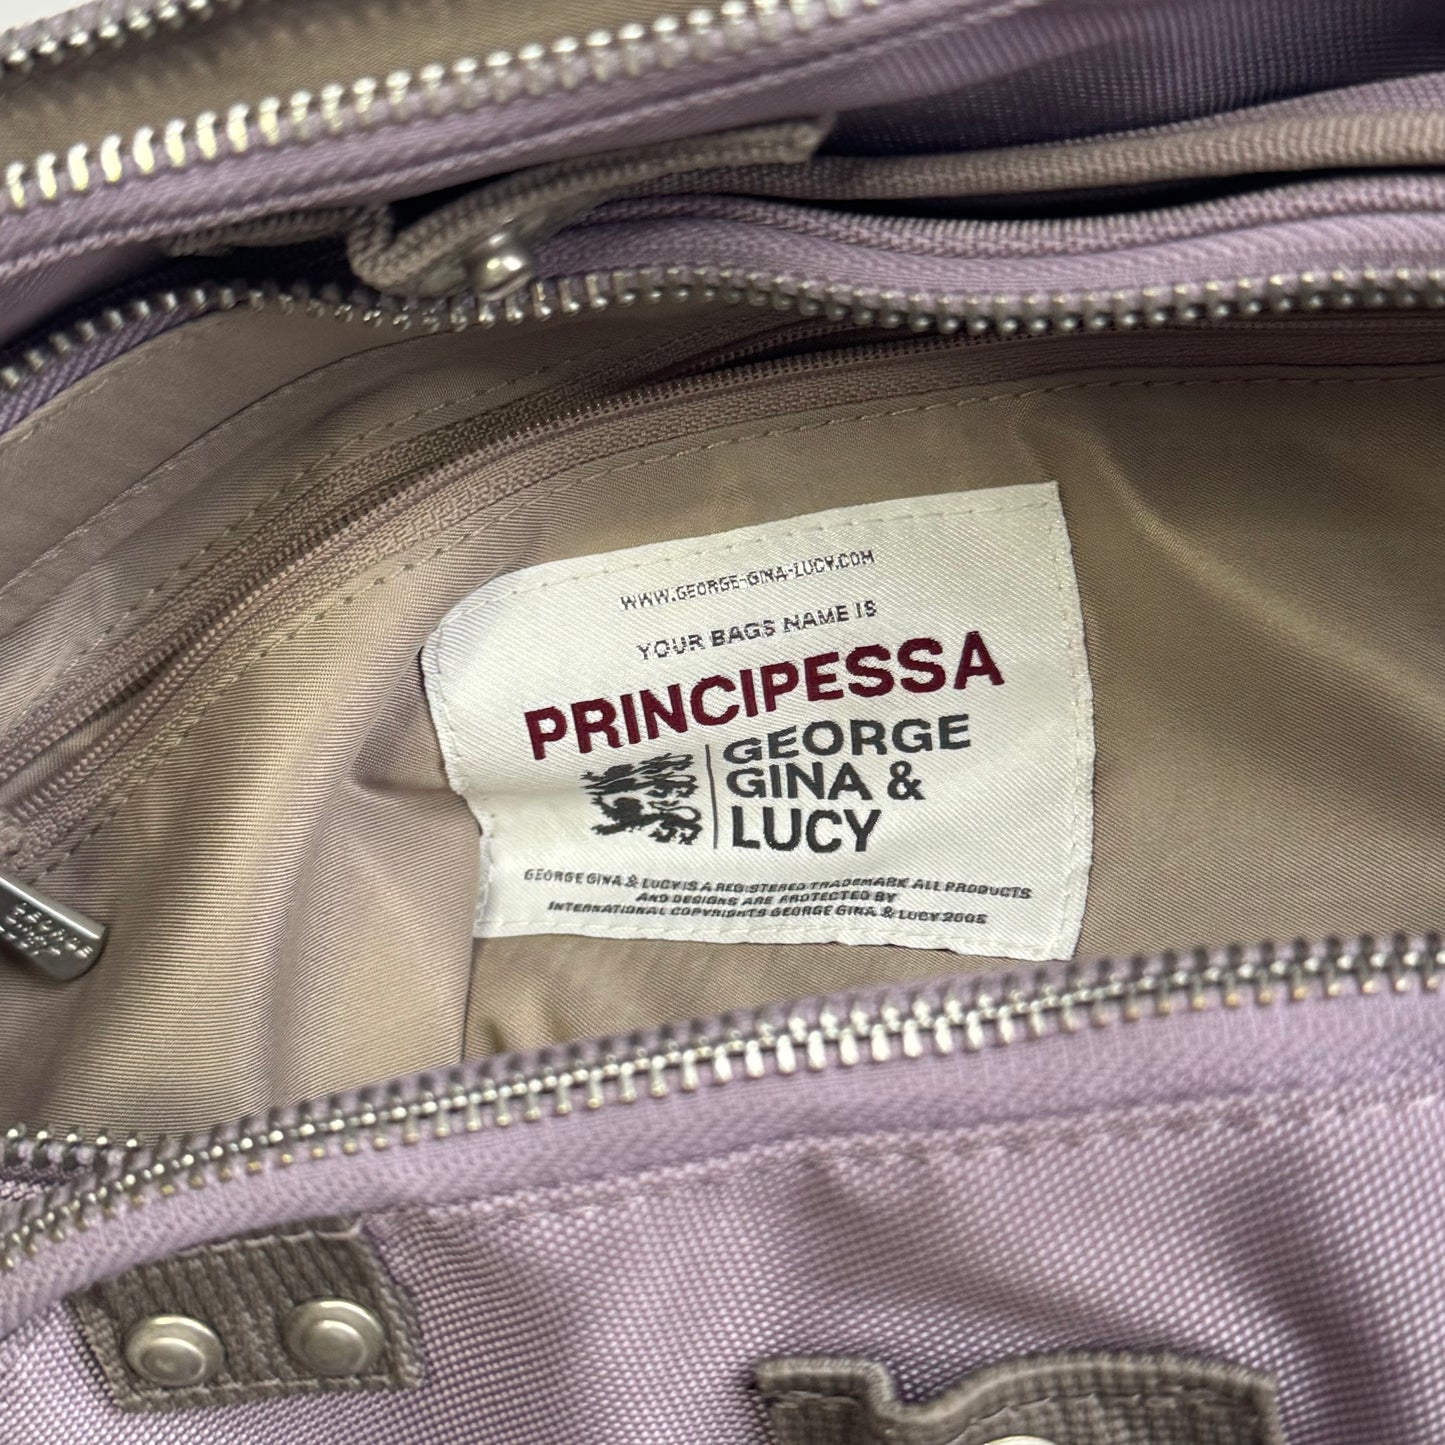 WWW.GEORGE-GINA-LUCY.COM
YOUR BAGS NAME IS
PRINCIPESSA
GEORGE
GINA &
LUCY
GEORGE GINA & LUCY IS A REGISTERED TRADEMARK ALL PRODUCTS
AND DESIGNS ARE PROTECTED BY
INTERNATIONAL COPYRIGHTS GEORGE GINA & LUCY 2005
GEORGE